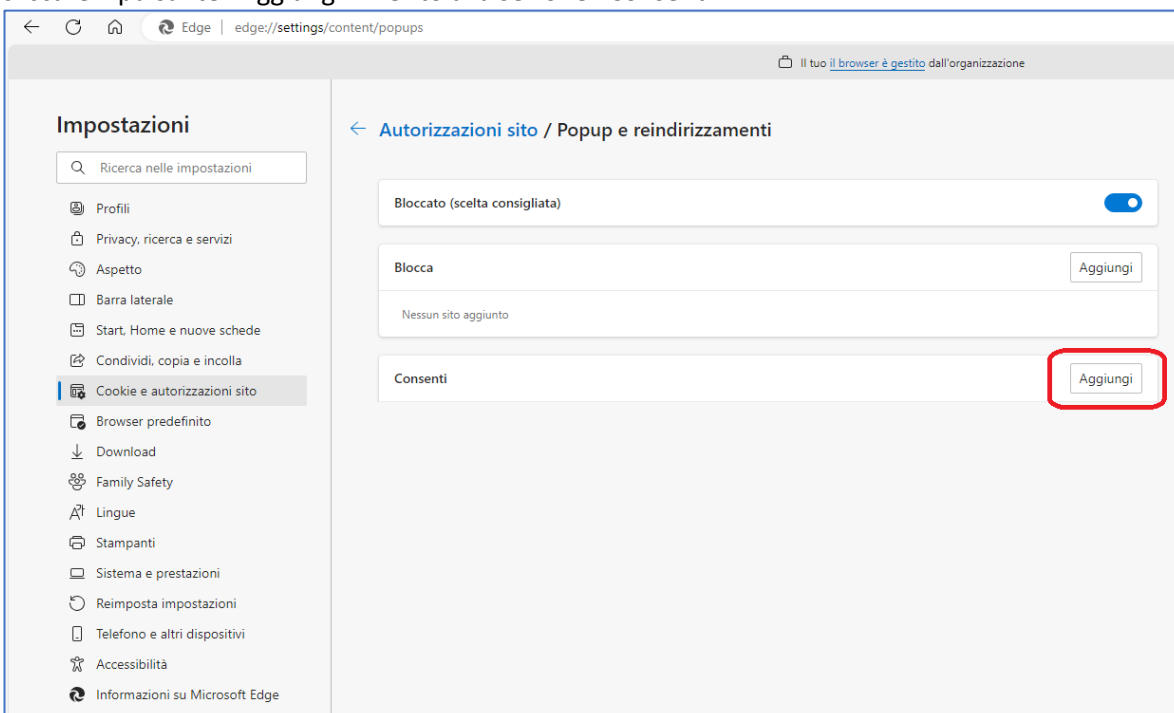 Edge | edge://settings/content/popups
Il tuo il browser è gestito dall'organizzazione
Impostazioni
Ricerca nelle impostazioni
Profili
Privacy, ricerca e servizi
Aspetto
Barra laterale
Start, Home e nuove schede
Condividi, copia e incolla
Cookie e autorizzazioni sito
Browser predefinito
Download
Family Safety
Lingue
Stampanti
Sistema e prestazioni
Reimposta impostazioni
Telefono e altri dispositivi
Accessibilità
Informazioni su Microsoft Edge
Autorizzazioni sito / Popup e reindirizzamenti
Bloccato (scelta consigliata)
Blocca
Aggiungi
Nessun sito aggiunto
Consenti
Aggiungi